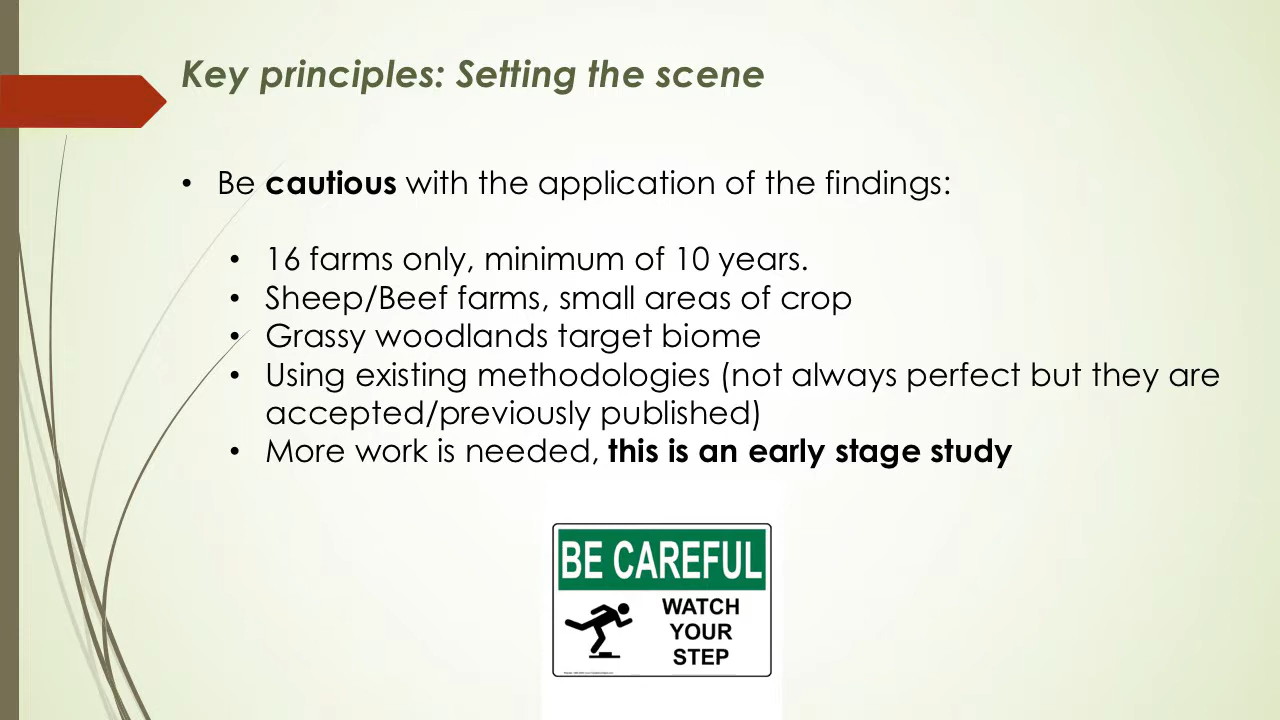 Key principles: Setting the scene
• Be cautious with the application of the findings:
• 16 farms only, minimum of 10 years.
• Sheep/Beef farms, small areas of crop
• Grassy woodlands target biome
• Using existing methodologies (not always perfect but they are
accepted/previously published)
• More work is needed, this is an early stage study
BE CAREFUL
WATCH
YOUR
STEP